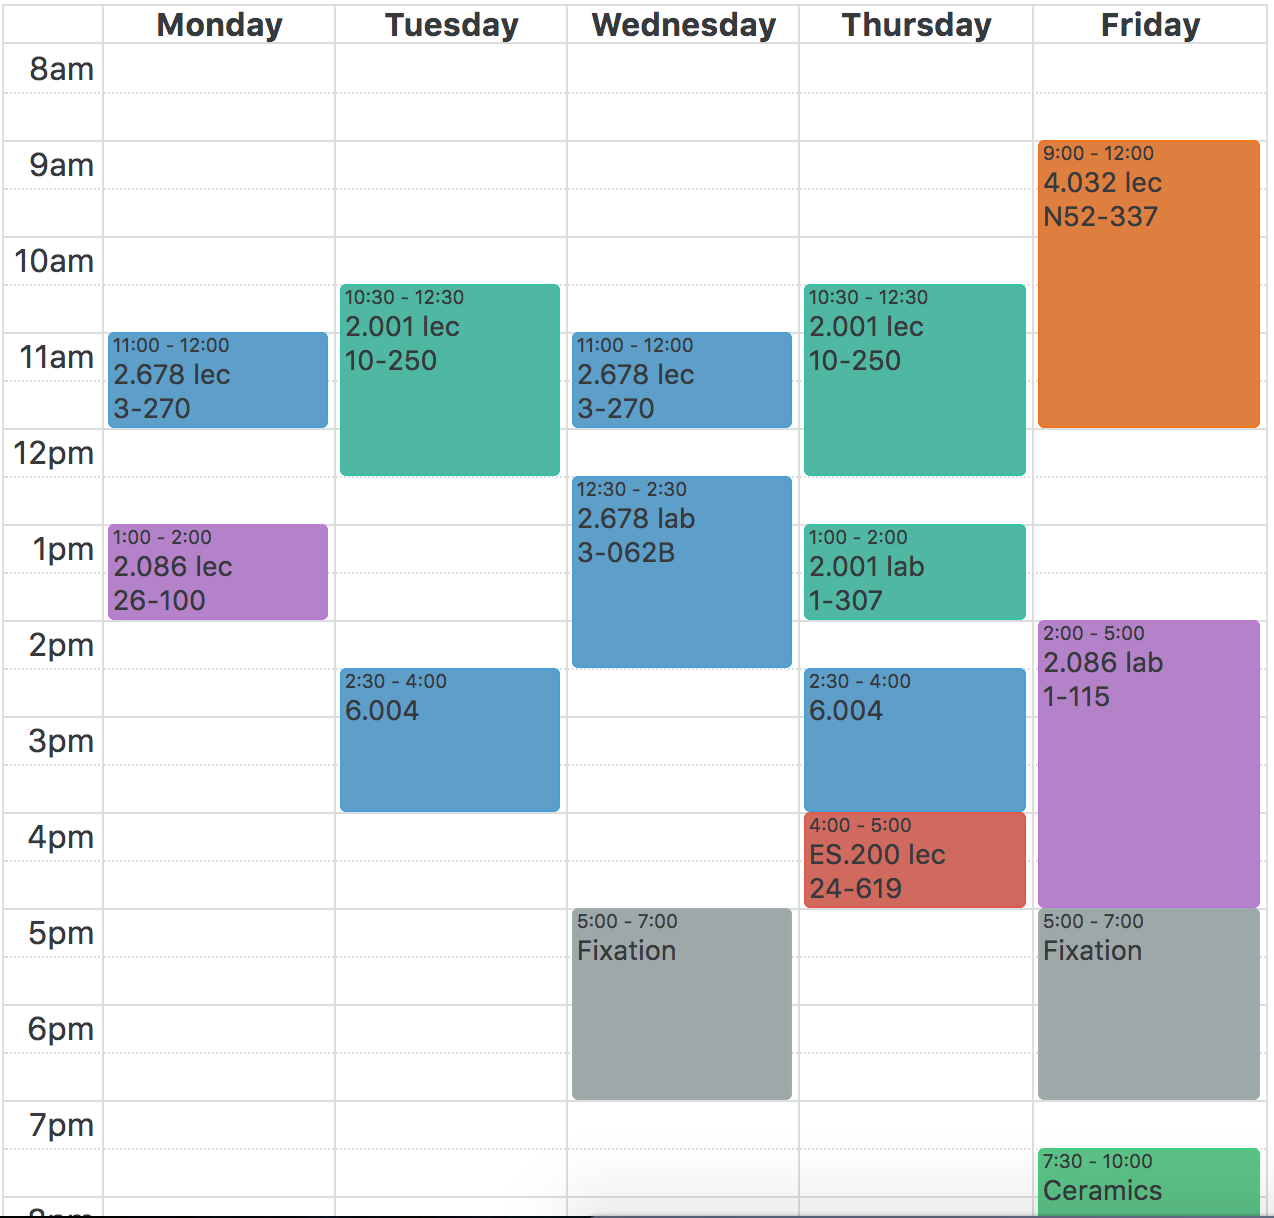 Monday Tuesday Wednesday Thursday Friday
8am
9am
10am
11am
12pm
1pm
2pm
3pm
4pm
5pm
6pm
7pm
8pm
11:00 - 12:00
2.678 lec
3-270
1:00 - 2:00
2.086 lec
26-100
10:30 - 12:30
2.001 lec
10-250
2:30 - 4:00
6.004
11:00 - 12:00
2.678 lec
3-270
12:30 - 2:30
2.678 lab
3-062B
5:00 - 7:00
Fixation
10:30 - 12:30
2.001 lec
10-250
1:00 - 2:00
2.001 lab
1-307
2:30 - 4:00
6.004
4:00 - 5:00
ES.200 lec
24-619
9:00 - 12:00
4.032 lec
N52-337
2:00 - 5:00
2.086 lab
1-115
5:00 - 7:00
Fixation
7:30 - 10:00
Ceramics